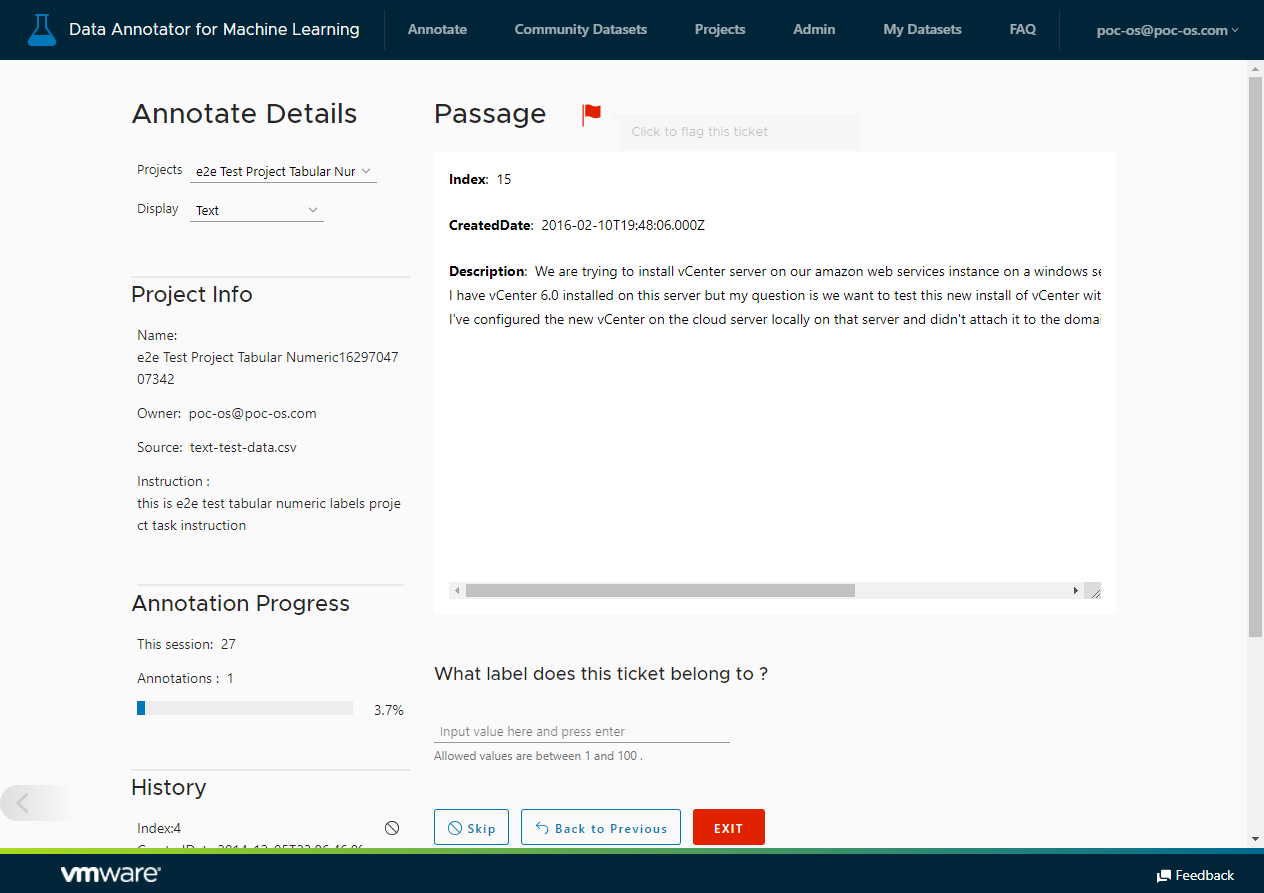 Data Annotator for Machine Learning
Annotate
Community Datasets
Projects
Admin
My Datasets
FAQ
poc-os@poc-os.com
Annotate Details
Projects
e2e Test Project Tabular Nur
Display
Text
Project Info
Name:
e2e Test Project Tabular Numeric16297047
07342
Owner: poc-os@poc-os.com
Source: text-test-data.csv
Instruction :
this is e2e test tabular numeric labels proje
ct task instruction
Annotation Progress
This session: 27
Annotations : 1
3.7%
History
Index:4
Passage
Click to flag this ticket
Index: 15
CreatedDate: 2016-02-10T19:48:06.000Z
Description: We are trying to install vCenter server on our amazon web services instance on a windows se
I have vCenter 6.0 installed on this server but my question is we want to test this new install of vCenter wit
I've configured the new vCenter on the cloud server locally on that server and didn't attach it to the domai
What label does this ticket belong to ?
Input value here and press enter
Allowed values are between 1 and 100 .
Skip
Back to Previous
EXIT
vmware
Feedback